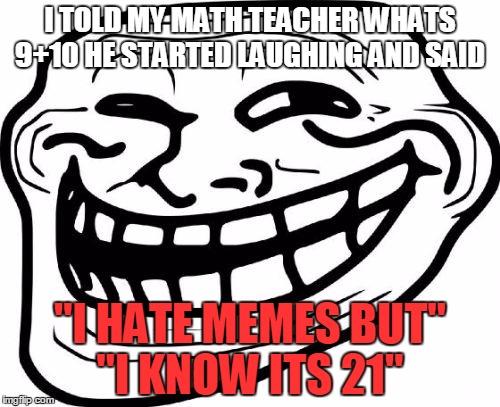 I TOLD MY MATH TEACHER WHATS
9+10 HE STARTED LAUGHING AND SAID
"I HATE MEMES BUT"
"I KNOW ITS 21"
imgflip.com